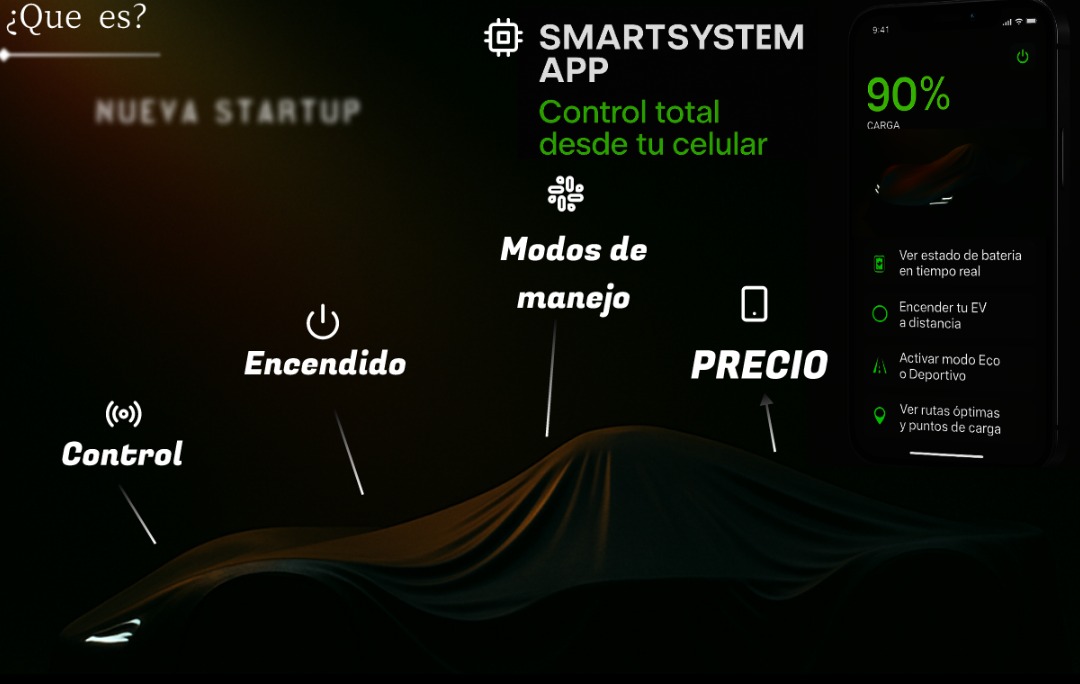 ¿Que es?
NUEVA STARTUP
SMARTSYSTEM
APP
Control total
desde tu celular
Modos de
manejo
Encendido
PRECIO
Control
9:41
90%
CARGA
Ver estado de bateria
en tiempo real
Encender tu EV
a distancia
Activar modo Eco
o Deportivo
Ver rutas óptimas
y puntos de carga